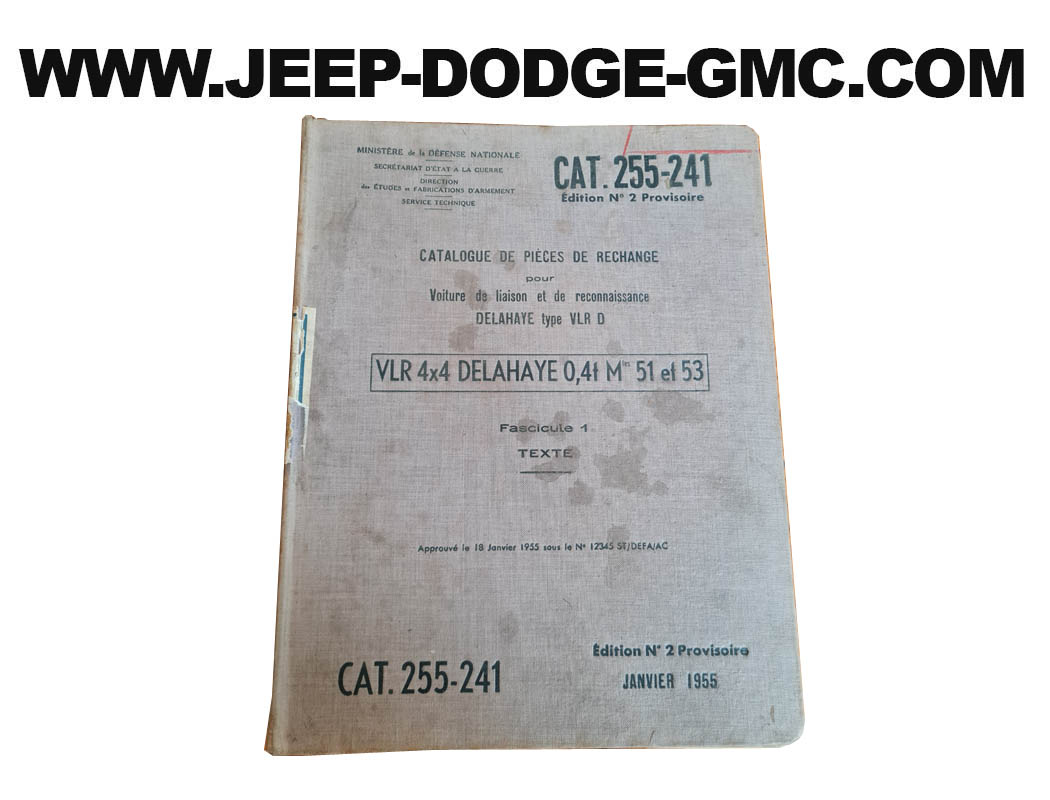 WWW.JEEP-DODGE-GMC.COM
MINISTÈRE de la DÉFENSE NATIONALE
SECRÉTARIAT D'ÉTAT A LA GUERRE
DIRECTION
des ÉTUDES et FABRICATIONS D'ARMEMENT
SERVICE TECHNIQUE
CAT. 255-241
Édition N° 2 Provisoire
CATALOGUE DE PIÈCES DE RECHANGE
pour
Voiture de liaison et de reconnaissance
DELAHAYE type VLR D
VLR 4x4 DELAHAYE 0,4t Mles 51 et 53
Fascicule 1
TEXTE
Approuvé le 18 Janvier 1955 sous le N° 12345 ST/DEFA/AC
Édition N° 2 Provisoire
CAT. 255-241
JANVIER 1955